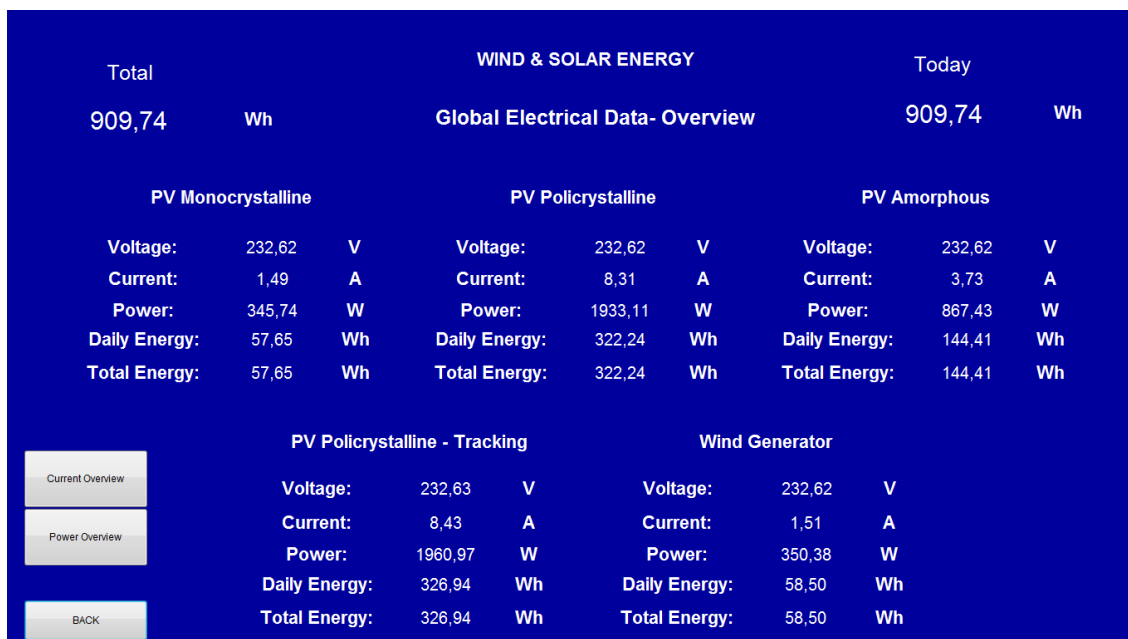 WIND & SOLAR ENERGY
Total Today
909,74 Wh Global Electrical Data- Overview 909,74 Wh
PV Monocrystalline PV Policrystalline PV Amorphous
Voltage: 232,62 V Voltage: 232,62 V Voltage: 232,62 V
Current: 1,49 A Current: 8,31 A Current: 3,73 A
Power: 345,74 W Power: 1933,11 W Power: 867,43 W
Daily Energy: 57,65 Wh Daily Energy: 322,24 Wh Daily Energy: 144,41 Wh
Total Energy: 57,65 Wh Total Energy: 322,24 Wh Total Energy: 144,41 Wh
PV Policrystalline - Tracking Wind Generator
Current Overview
Voltage: 232,63 V Voltage: 232,62 V
Current: 8,43 A Current: 1,51 A
Power Overview
Power: 1960,97 W Power: 350,38 W
Daily Energy: 326,94 Wh Daily Energy: 58,50 Wh
BACK
Total Energy: 326,94 Wh Total Energy: 58,50 Wh